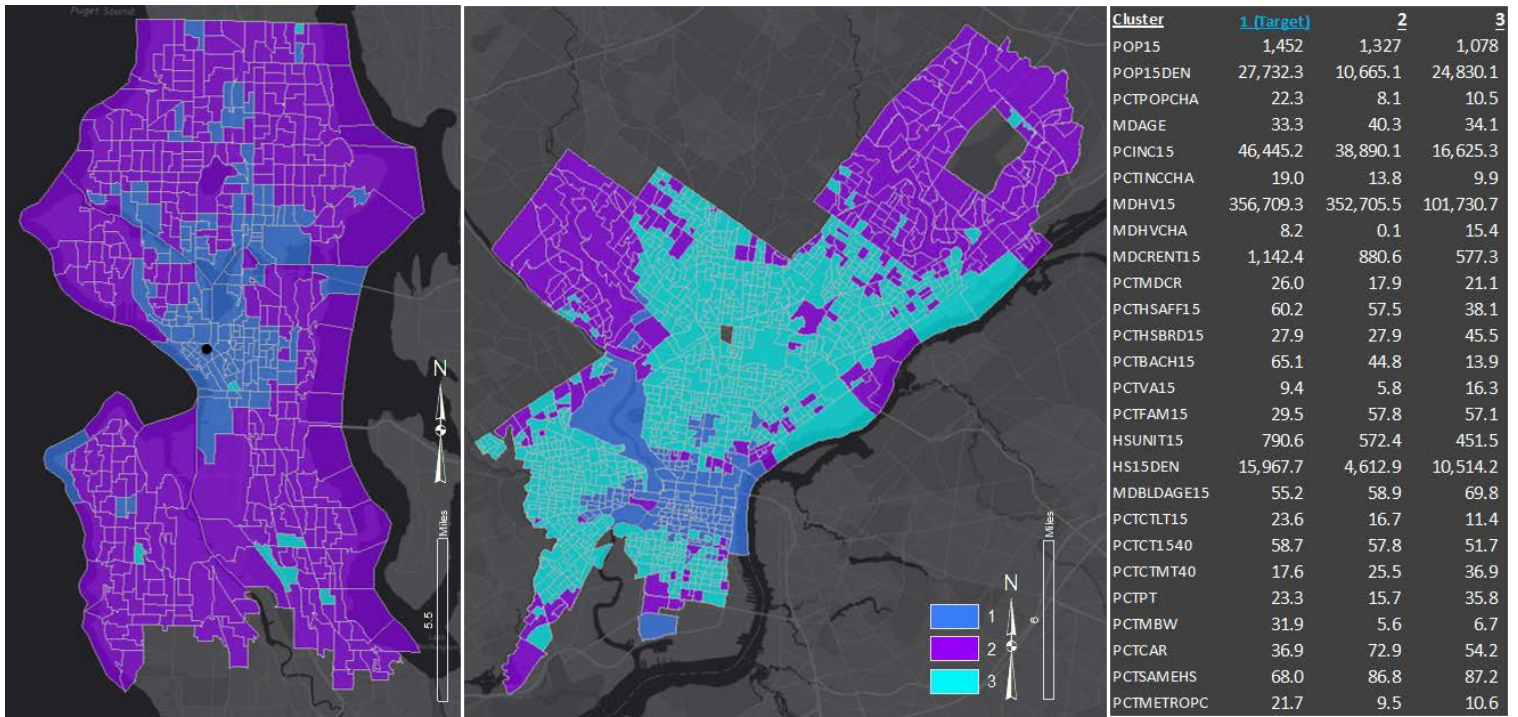 Puget Sound
N
Miles
5.5
N
Miles
6
1
2
3
Cluster 1 (Target) 2 3
POP15 1,452 1,327 1,078
POP15DEN 27,732.3 10,665.1 24,830.1
PCTPOPCHA 22.3 8.1 10.5
MDAGE 33.3 40.3 34.1
PCINC15 46,445.2 38,890.1 16,625.3
PCTINCCHA 19.0 13.8 9.9
MDHV15 356,709.3 352,705.5 101,730.7
MDHVCHA 8.2 0.1 15.4
MDCRENT15 1,142.4 880.6 577.3
PCTMDCR 26.0 17.9 21.1
PCTHSAFF15 60.2 57.5 38.1
PCTHSBRD15 27.9 27.9 45.5
PCTBACH15 65.1 44.8 13.9
PCTVA15 9.4 5.8 16.3
PCTFAM15 29.5 57.8 57.1
HSUNIT15 790.6 572.4 451.5
HS15DEN 15,967.7 4,612.9 10,514.2
MDBLDAGE15 55.2 58.9 69.8
PCTCTLT15 23.6 16.7 11.4
PCTCT1540 58.7 57.8 51.7
PCTCTMT40 17.6 25.5 36.9
PCTPT 23.3 15.7 35.8
PCTMBW 31.9 5.6 6.7
PCTCAR 36.9 72.9 54.2
PCTSAMEHS 68.0 86.8 87.2
PCTMETROPC 21.7 9.5 10.6